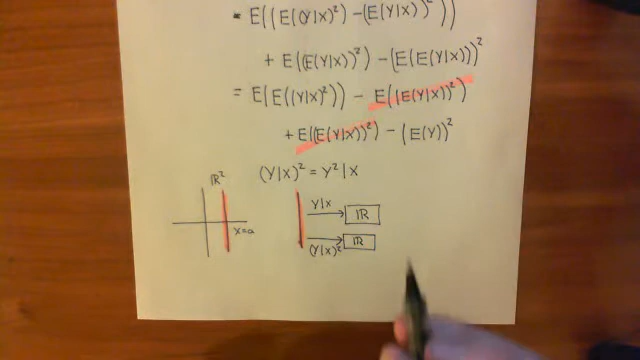 = E((E(Y|X)²) - (E(Y|X))²))
+ E((E(Y|X))²) - (E(E(Y|X)))²
= E(E((Y|X)²)) - E((E(Y|X))²)
+ E((E(Y|X))²) - (E(Y))²
(Y|X)² = Y²|X
ℝ²
X=a
Y|X
ℝ
(Y|X)²
ℝ